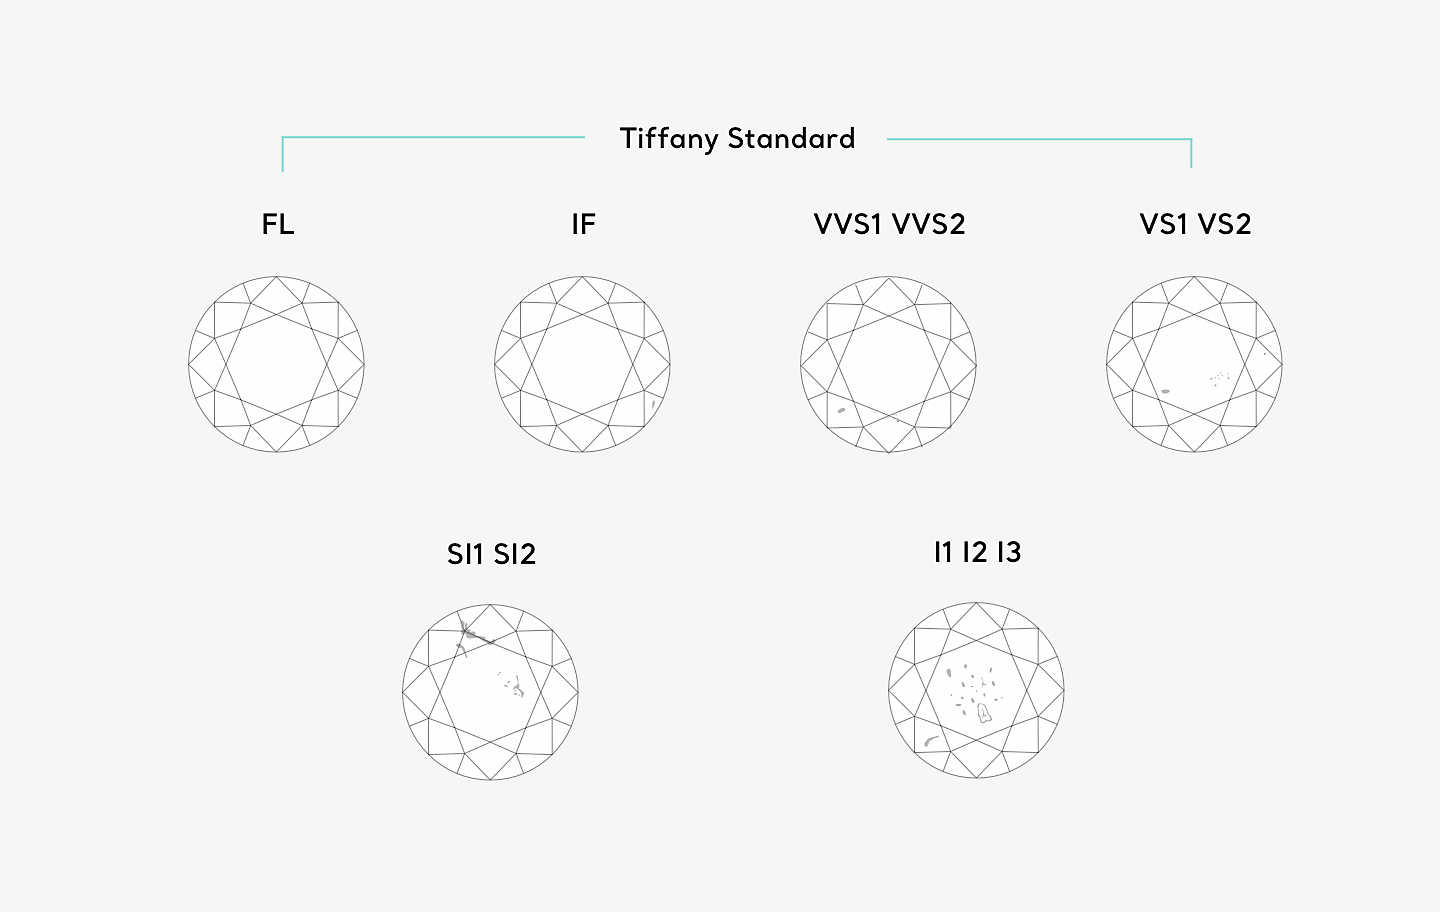 Tiffany Standard
FL
IF
VVS1 VVS2
VS1 VS2
SI1 SI2
I1 I2 I3